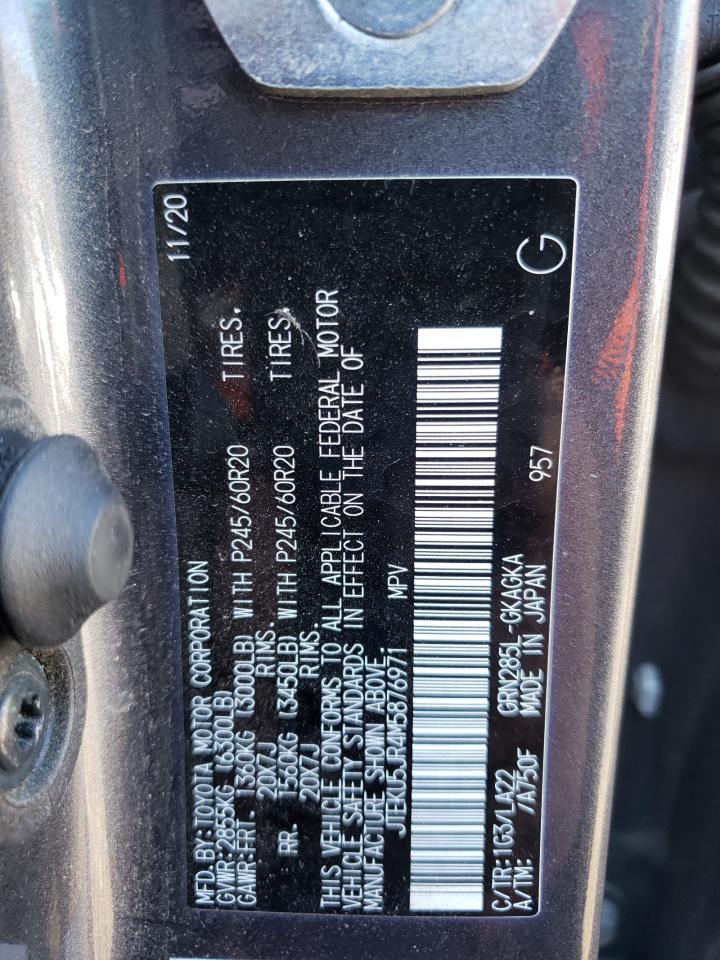 MFD. BY: TOYOTA MOTOR CORPORATION 11/20
GVWR: 2855KG (6300LB)
GAWR: FRT. 1360KG (3000LB) WITH P245/60R20 TIRES.
20X7J RIMS.
RR. 1560KG (3450LB) WITH P245/60R20 TIRES.
20X7J RIMS.
THIS VEHICLE CONFORMS TO ALL APPLICABLE FEDERAL MOTOR
VEHICLE SAFETY STANDARDS IN EFFECT ON THE DATE OF
MANUFACTURE SHOWN ABOVE.
JTEKU5JR4M5876971 MPV
C/TR: 1G3/LA22 GRN285L-GKAGKA 957 G
A/TM: /A750F MADE IN JAPAN